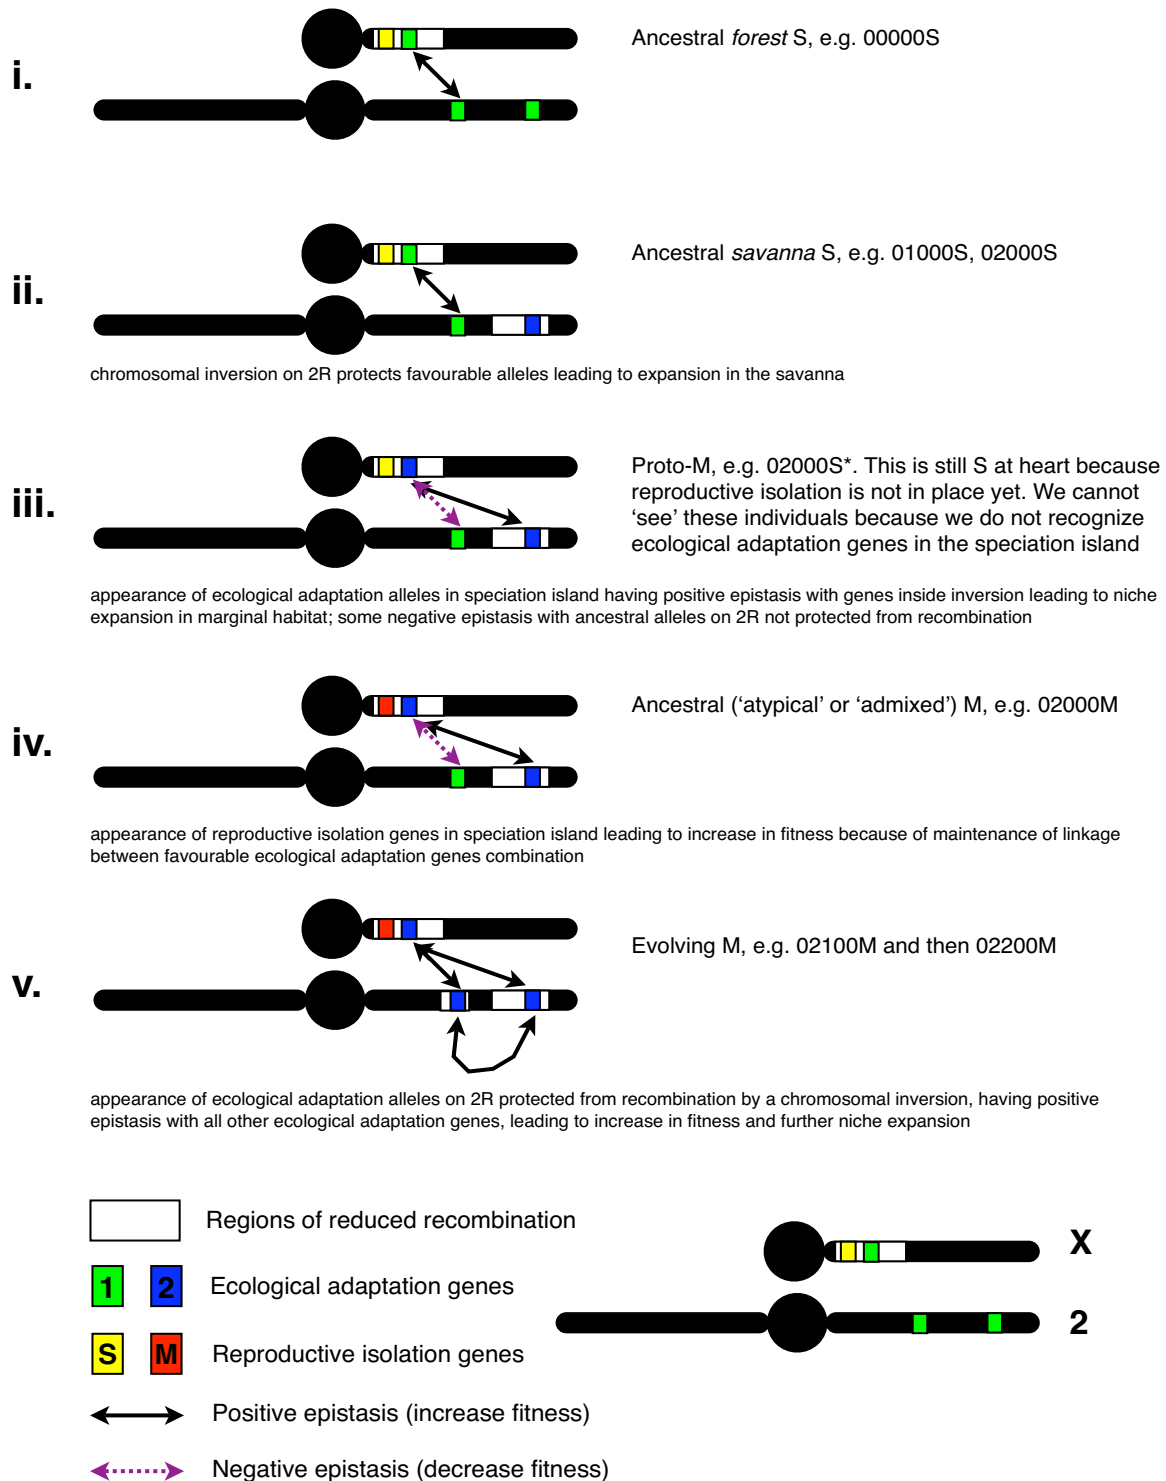 i.
Ancestral forest S, e.g. 00000S
ii.
Ancestral savanna S, e.g. 01000S, 02000S
chromosomal inversion on 2R protects favourable alleles leading to expansion in the savanna
iii.
Proto-M, e.g. 02000S*. This is still S at heart because
reproductive isolation is not in place yet. We cannot
‘see’ these individuals because we do not recognize
ecological adaptation genes in the speciation island
appearance of ecological adaptation alleles in speciation island having positive epistasis with genes inside inversion leading to niche
expansion in marginal habitat; some negative epistasis with ancestral alleles on 2R not protected from recombination
iv.
Ancestral (‘atypical’ or ‘admixed’) M, e.g. 02000M
appearance of reproductive isolation genes in speciation island leading to increase in fitness because of maintenance of linkage
between favourable ecological adaptation genes combination
v.
Evolving M, e.g. 02100M and then 02200M
appearance of ecological adaptation alleles on 2R protected from recombination by a chromosomal inversion, having positive
epistasis with all other ecological adaptation genes, leading to increase in fitness and further niche expansion
Regions of reduced recombination
1 2 Ecological adaptation genes
S M Reproductive isolation genes
Positive epistasis (increase fitness)
Negative epistasis (decrease fitness)
X
2